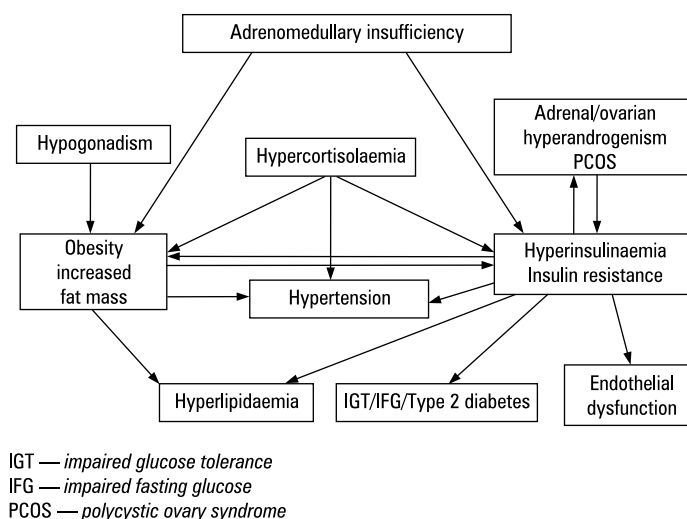 Adrenomedullary insufficiency
Adrenal/ovarian
hyperandrogenism
PCOS
Hypogonadism
Hypercortisolaemia
Obesity
increased
fat mass
Hyperinsulinaemia
Insulin resistance
Hypertension
Hyperlipidaemia
IGT/IFG/Type 2 diabetes
Endothelial
dysfunction
IGT — impaired glucose tolerance
IFG — impaired fasting glucose
PCOS — polycystic ovary syndrome